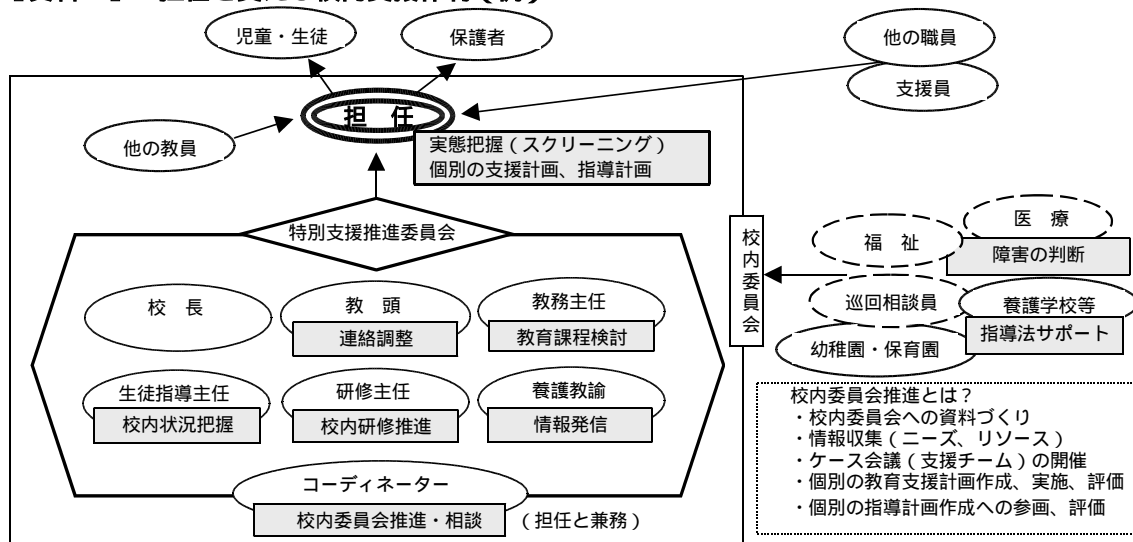 児童・生徒
保護者
他の職員
支援員
担 任
他の教員
実態把握(スクリーニング)
個別の支援計画、指導計画
特別支援推進委員会
校 長
教 頭
連絡調整
教務主任
教育課程検討
生徒指導主任
校内状況把握
研修主任
校内研修推進
養護教諭
情報発信
コーディネーター
校内委員会推進・相談
(担任と兼務)
校内委員会
医 療
障害の判断
福 祉
巡回相談員
養護学校等
指導法サポート
幼稚園・保育園
校内委員会推進とは?
・校内委員会への資料づくり
・情報収集(ニーズ、リソース)
・ケース会議(支援チーム)の開催
・個別の教育支援計画作成、実施、評価
・個別の指導計画作成への参画、評価